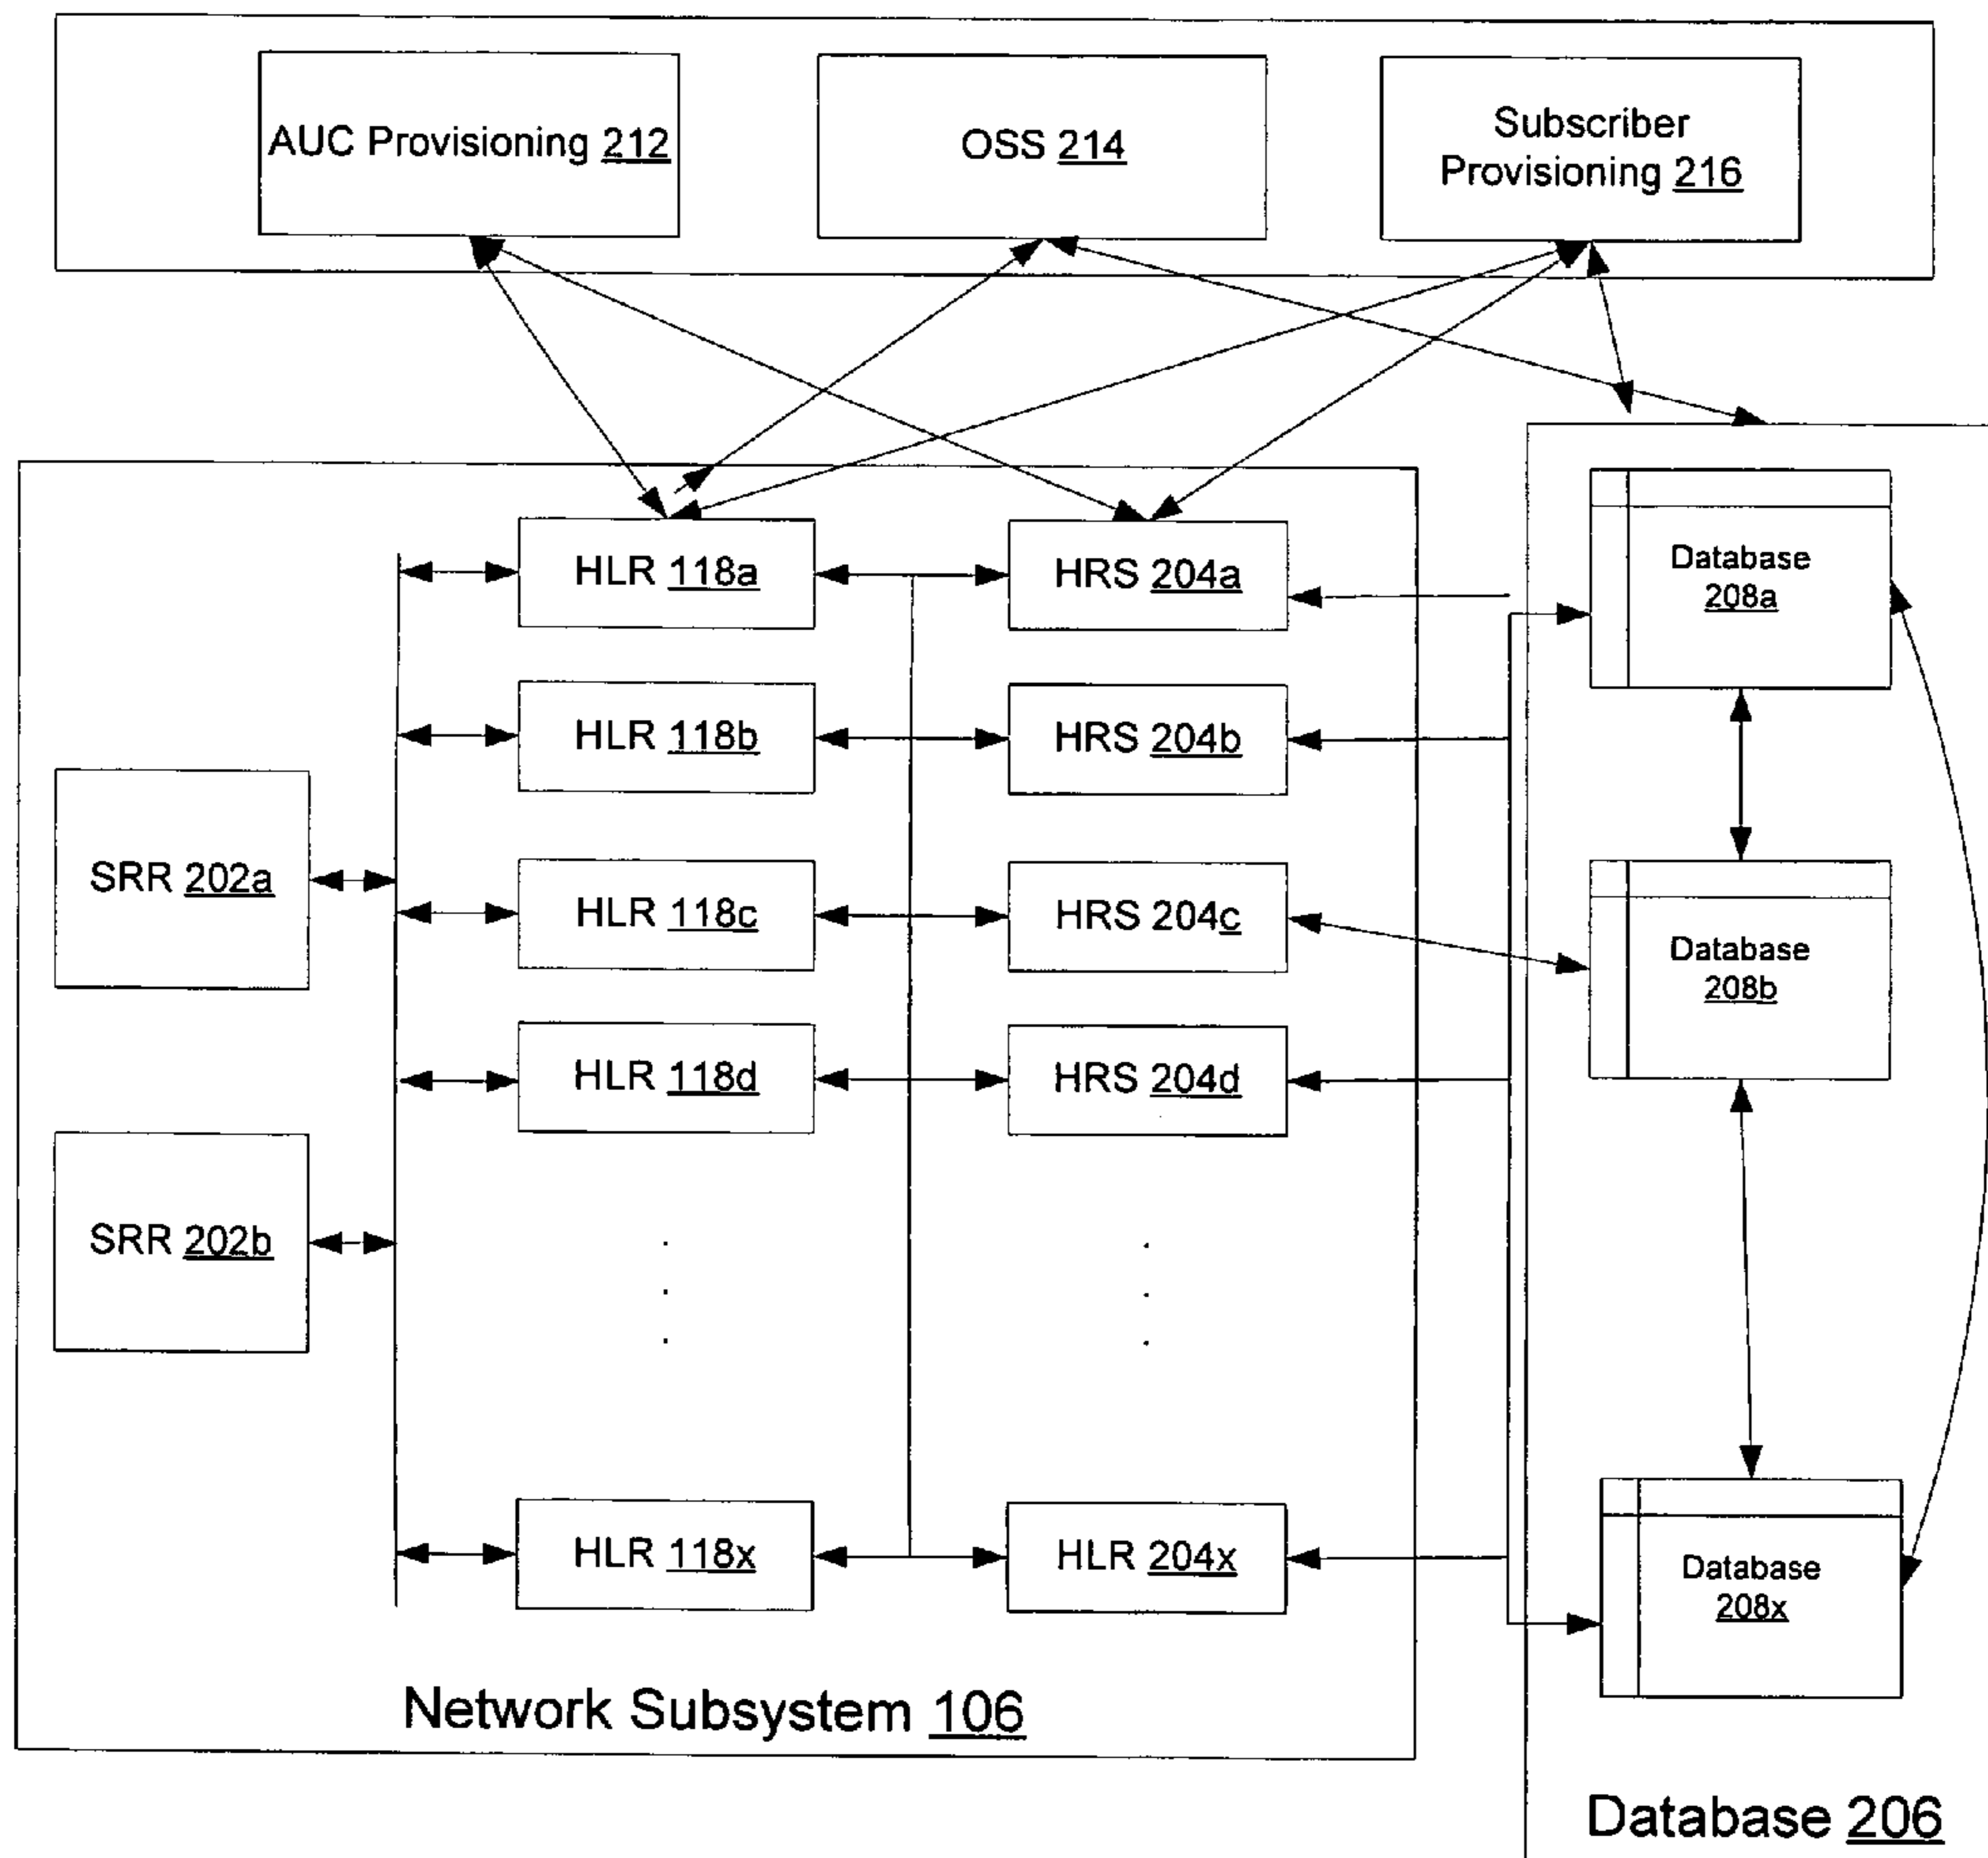 AUC Provisioning 212
OSS 214
Subscriber
Provisioning 216
HLR 118a
HRS 204a
Database
208a
HLR 118b
HRS 204b
SRR 202a
HLR 118c
HRS 204c
Database
208b
HLR 118d
HRS 204d
SRR 202b
HLR 118x
HLR 204x
Database
208x
Network Subsystem 106
Database 206